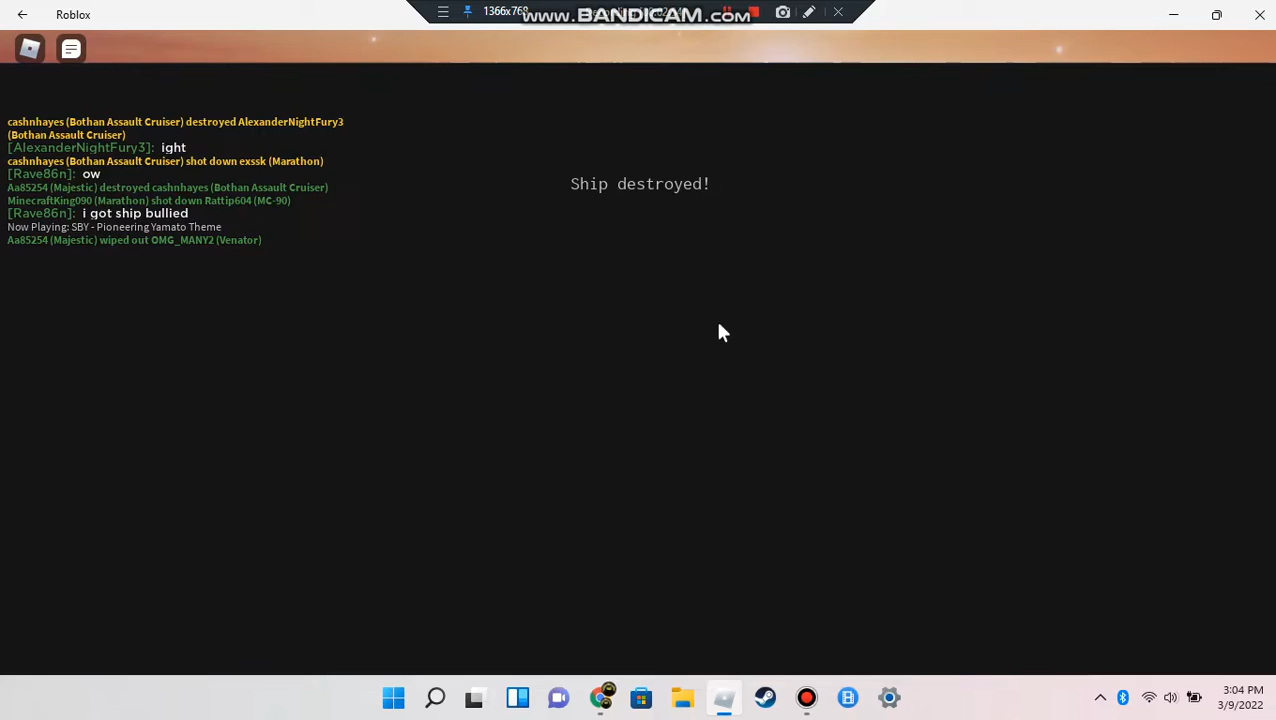 Roblox
1366x768
www.BANDICAM.com
cashnhayes (Bothan Assault Cruiser) destroyed AlexanderNightFury3
(Bothan Assault Cruiser)
[AlexanderNightFury3]: ight
cashnhayes (Bothan Assault Cruiser) shot down exssk (Marathon)
[Rave86n]: ow
Aa85254 (Majestic) destroyed cashnhayes (Bothan Assault Cruiser)
MinecraftKing090 (Marathon) shot down Rattip604 (MC-90)
[Rave86n]: i got ship bullied
Now Playing: SBY - Pioneering Yamato Theme
Aa85254 (Majestic) wiped out OMG_MANY2 (Venator)
Ship destroyed!
3:04 PM
3/9/2022